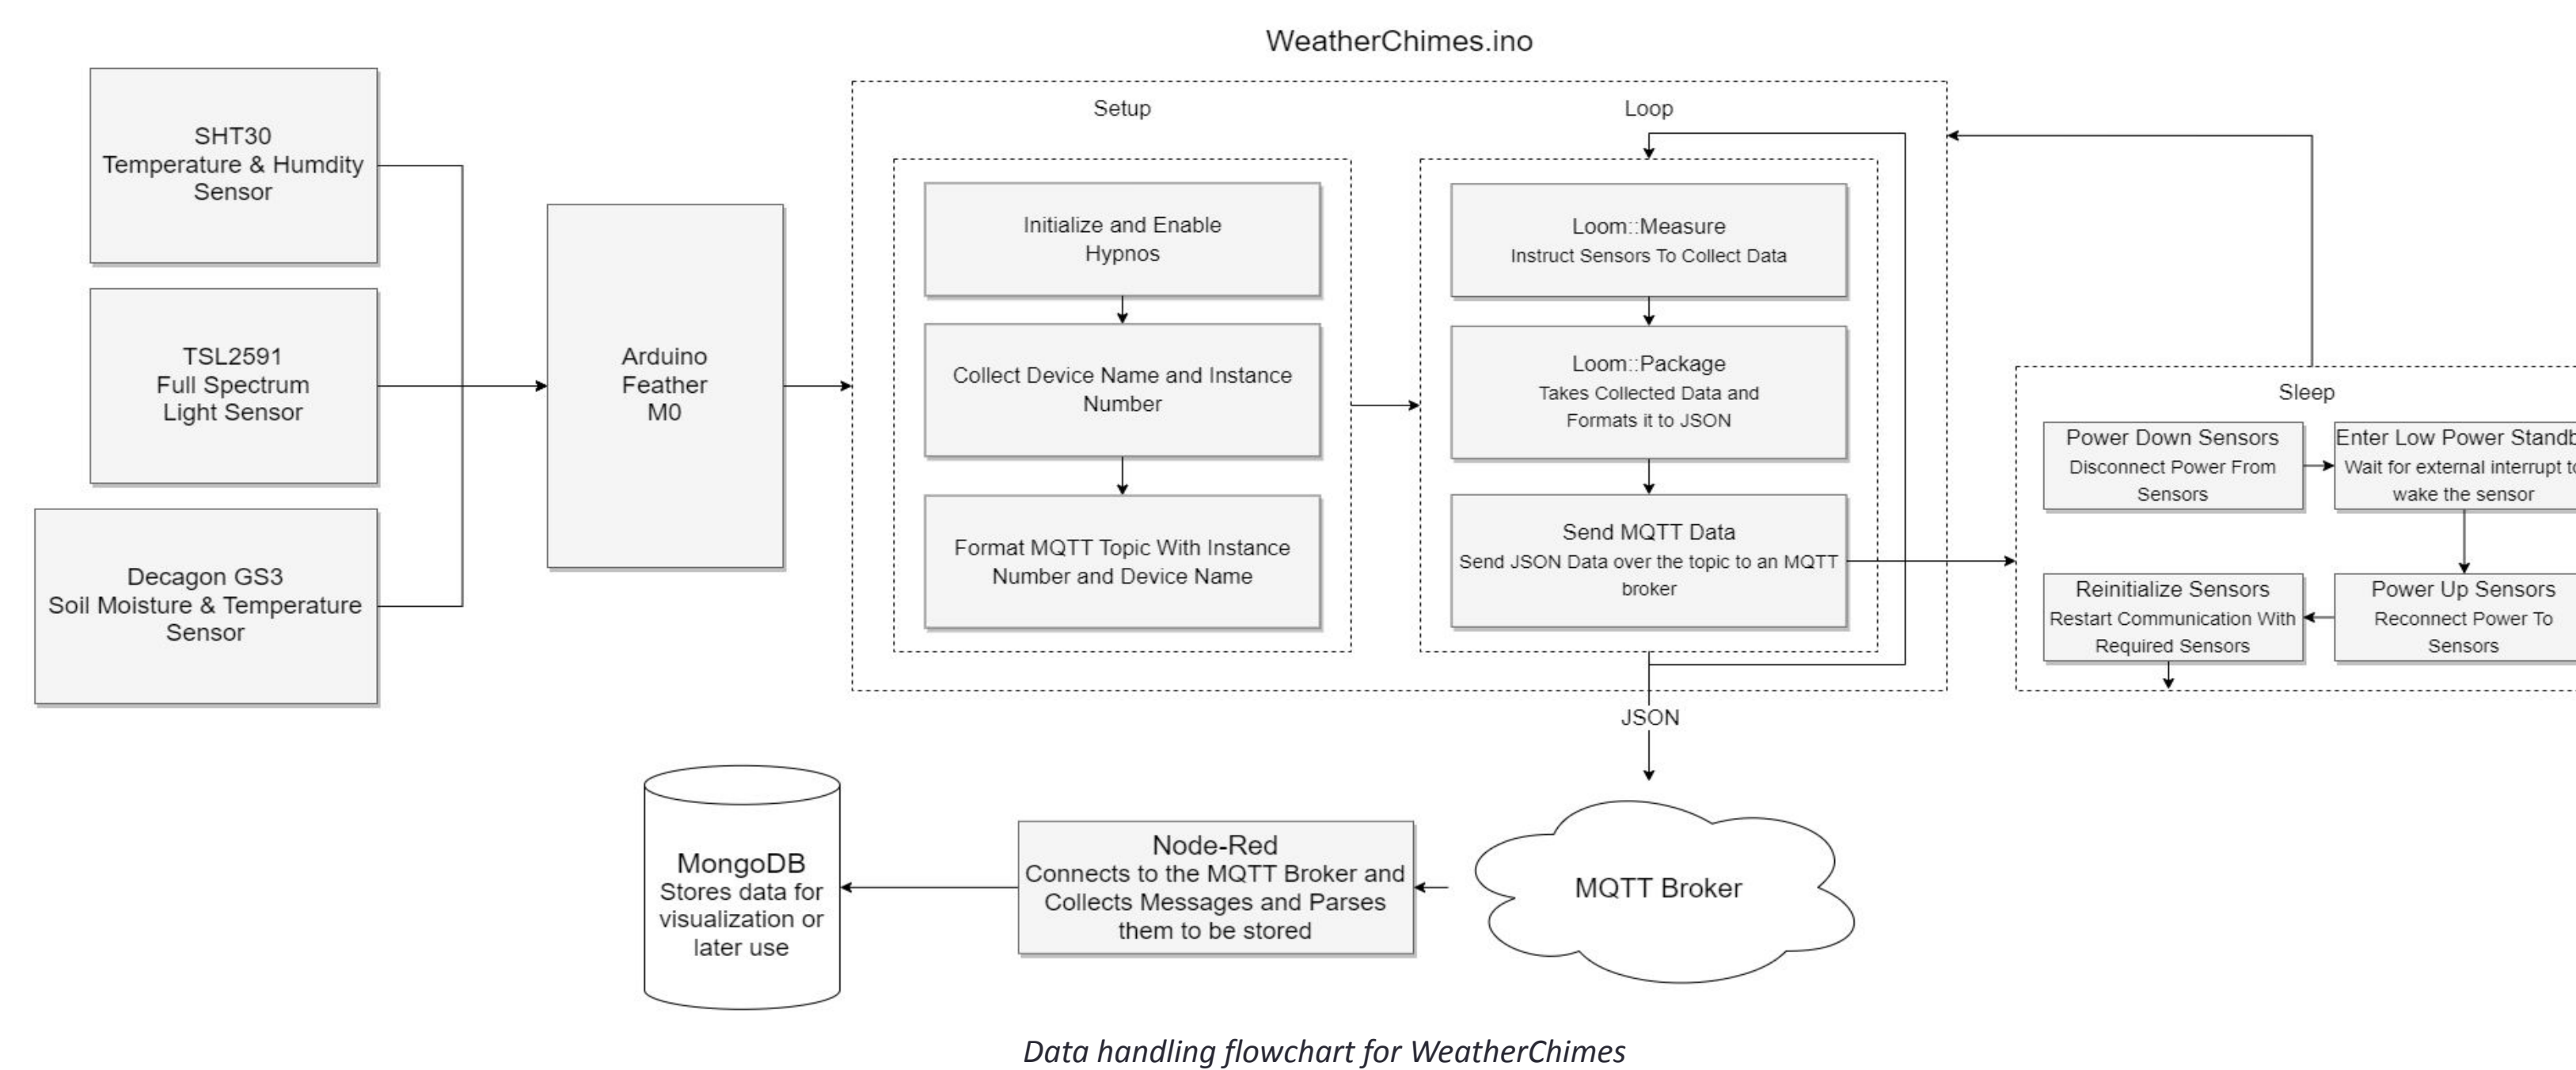 WeatherChimes.ino
SHT30
Temperature & Humdity
Sensor
TSL2591
Full Spectrum
Light Sensor
Decagon GS3
Soil Moisture & Temperature
Sensor
Arduino
Feather
M0
Setup
Initialize and Enable
Hypnos
Collect Device Name and Instance
Number
Format MQTT Topic With Instance
Number and Device Name
Loop
Loom::Measure
Instruct Sensors To Collect Data
Loom::Package
Takes Collected Data and
Formats it to JSON
Send MQTT Data
Send JSON Data over the topic to an MQTT
broker
Sleep
Power Down Sensors
Disconnect Power From
Sensors
Enter Low Power
Wait for external interrupt
wake the sensor
Power Up Sensors
Reconnect Power To
Sensors
Reinitialize Sensors
Restart Communication With
Required Sensors
JSON
MQTT Broker
Node-Red
Connects to the MQTT Broker and
Collects Messages and Parses
them to be stored
MongoDB
Stores data for
visualization or
later use
Data handling flowchart for WeatherChimes